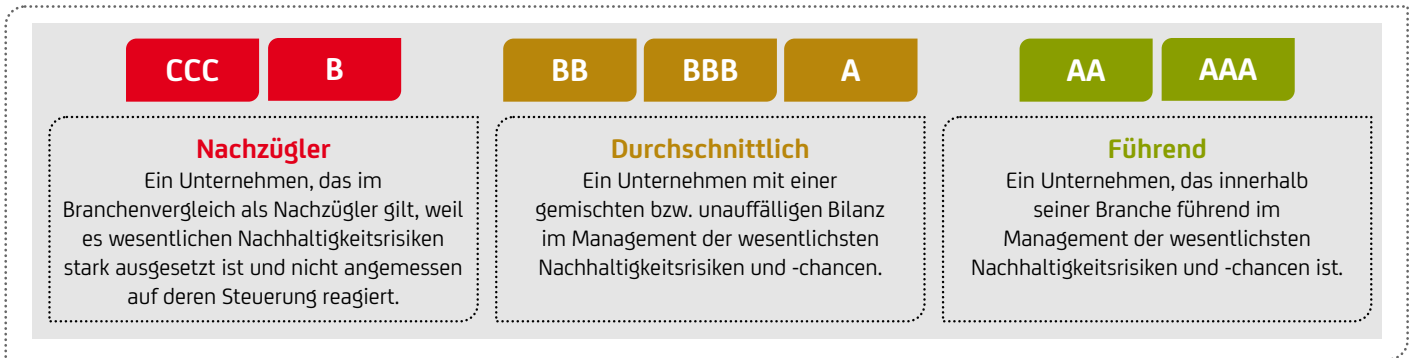 CCC B BB BBB A AA AAA
Nachzügler
Ein Unternehmen, das im
Branchenvergleich als Nachzügler gilt, weil
es wesentlichen Nachhaltigkeitsrisiken
stark ausgesetzt ist und nicht angemessen
auf deren Steuerung reagiert.
Durchschnittlich
Ein Unternehmen mit einer
gemischten bzw. unauffälligen Bilanz
im Management der wesentlichsten
Nachhaltigkeitsrisiken und -chancen.
Führend
Ein Unternehmen, das innerhalb
seiner Branche führend im
Management der wesentlichsten
Nachhaltigkeitsrisiken und -chancen ist.